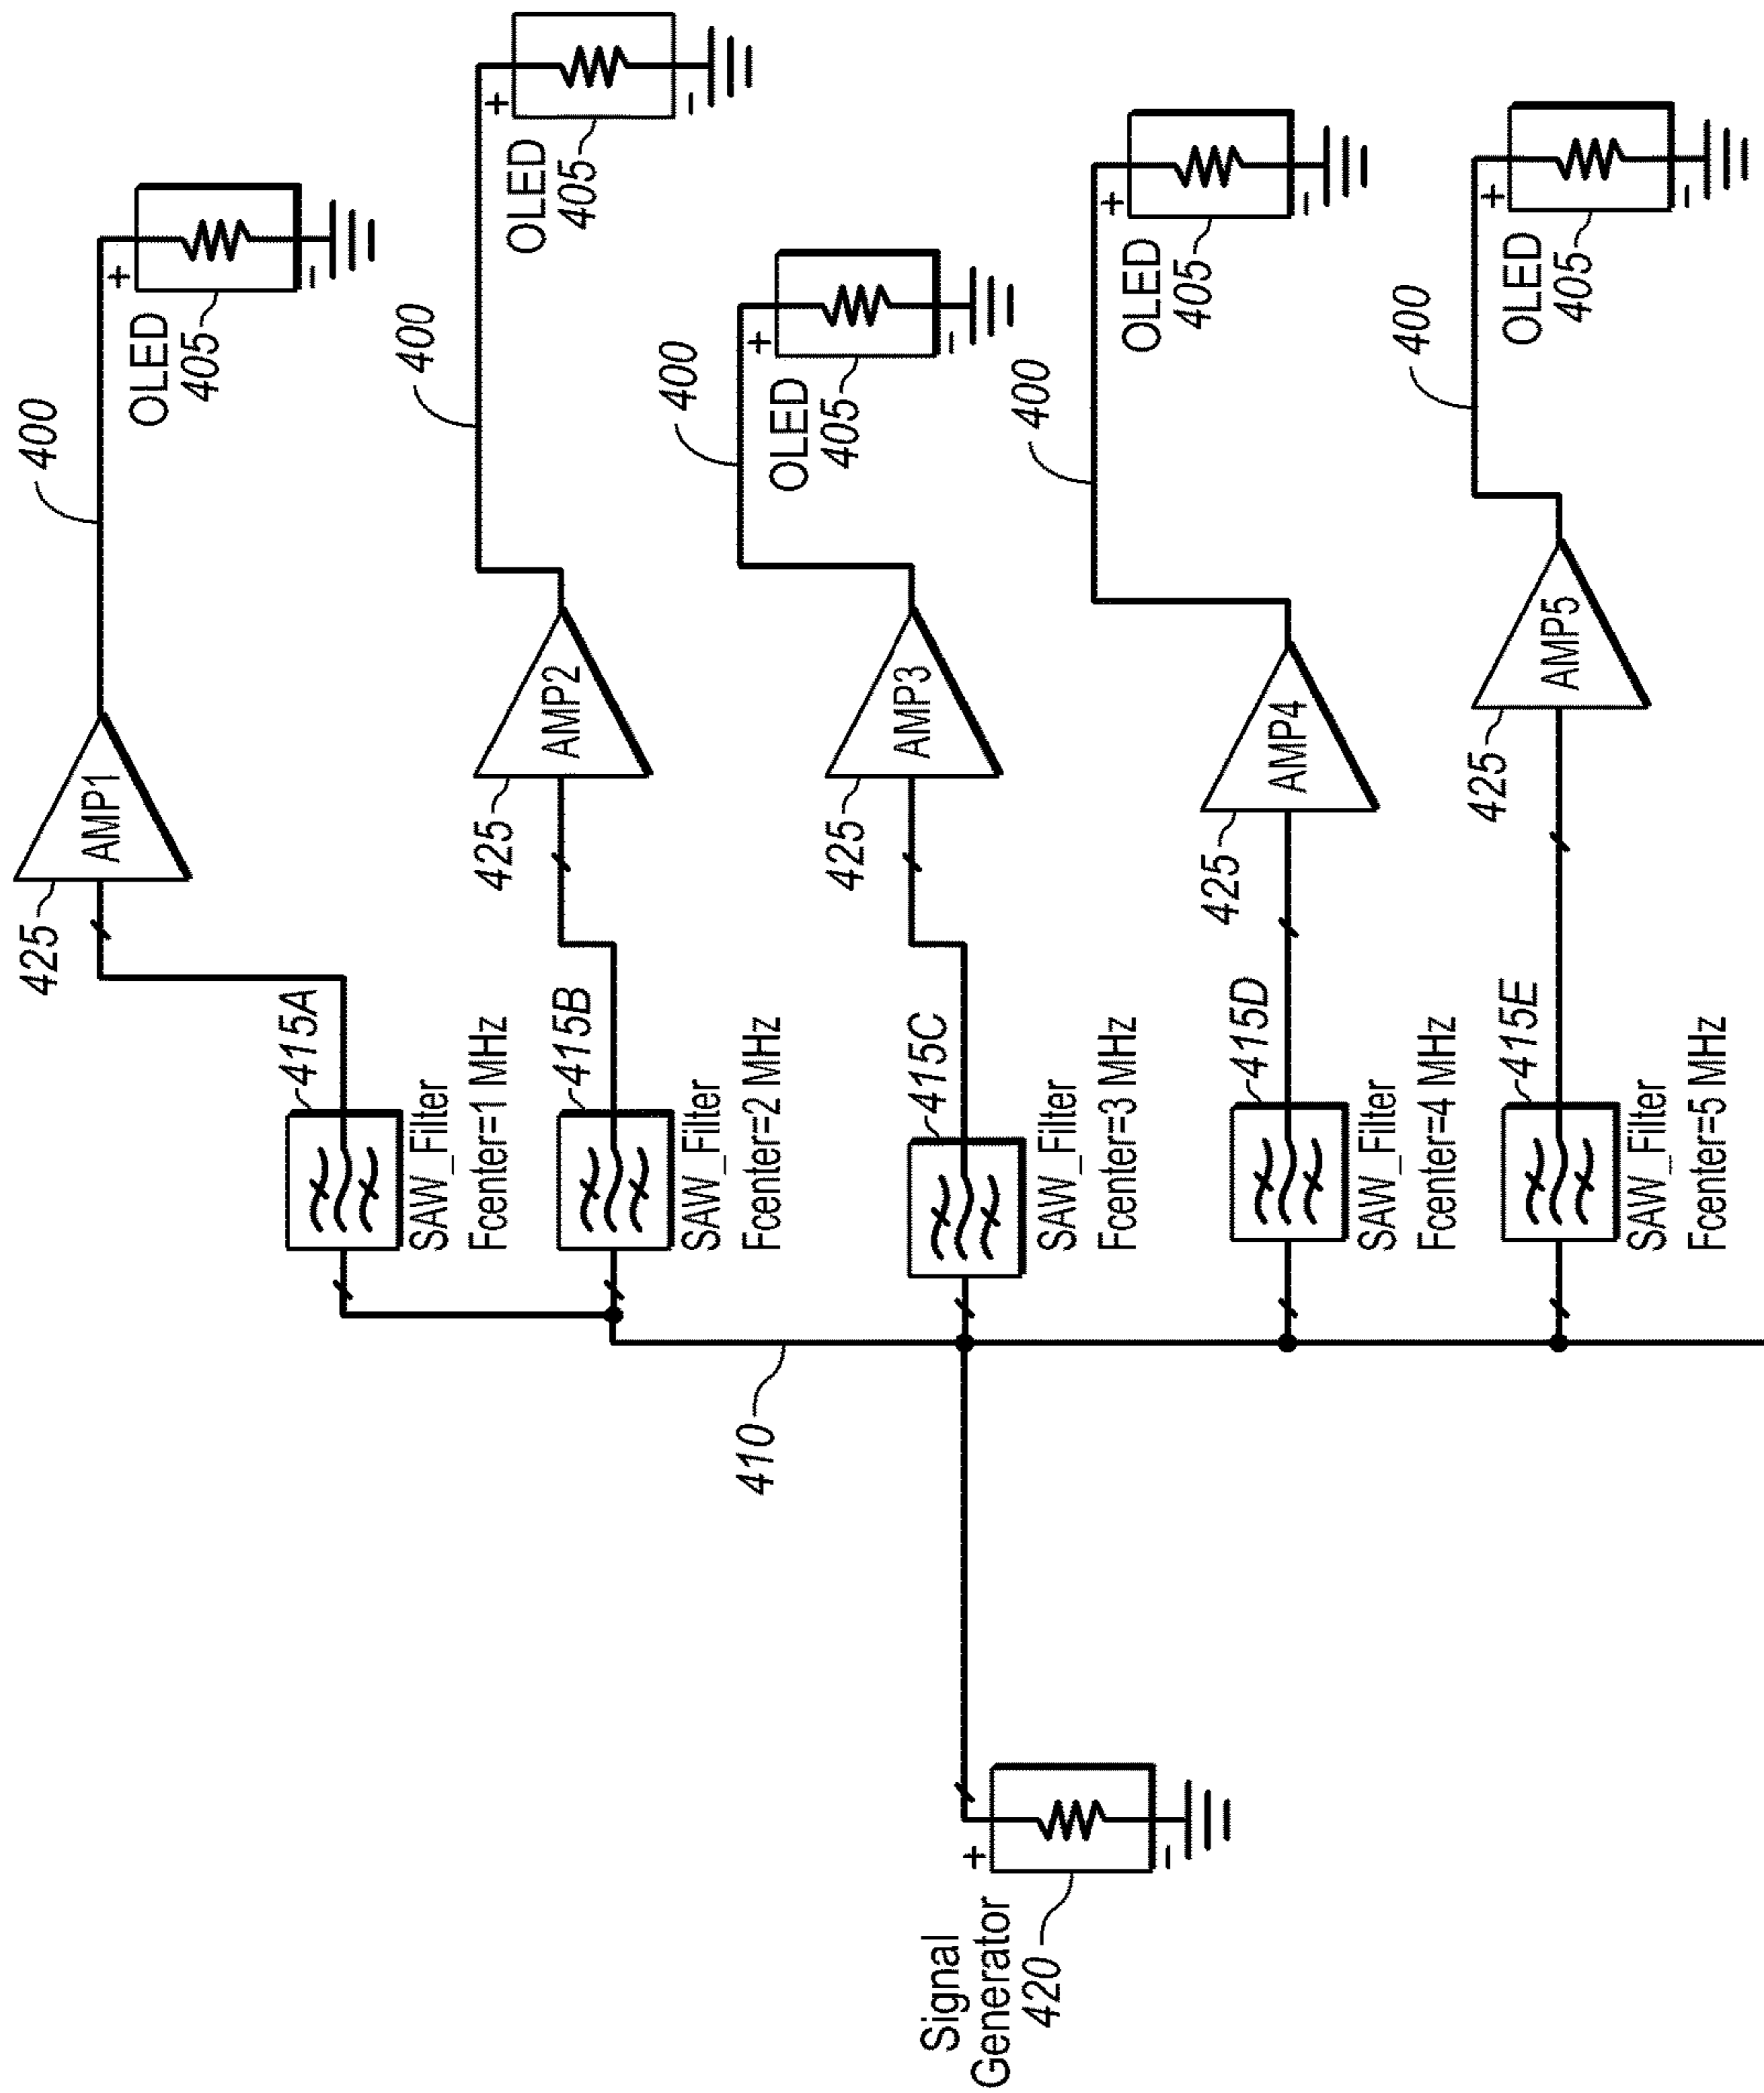 Signal
Generator
420
410
415A
SAW_Filter
Fcenter=1 MHz
425
AMP1
400
OLED
405
+
−
415B
SAW_Filter
Fcenter=2 MHz
425
AMP2
400
OLED
405
+
−
415C
SAW_Filter
Fcenter=3 MHz
425
AMP3
400
OLED
405
+
−
415D
SAW_Filter
Fcenter=4 MHz
425
AMP4
400
OLED
405
+
−
415E
SAW_Filter
Fcenter=5 MHz
425
AMP5
400
OLED
405
+
−
+
−